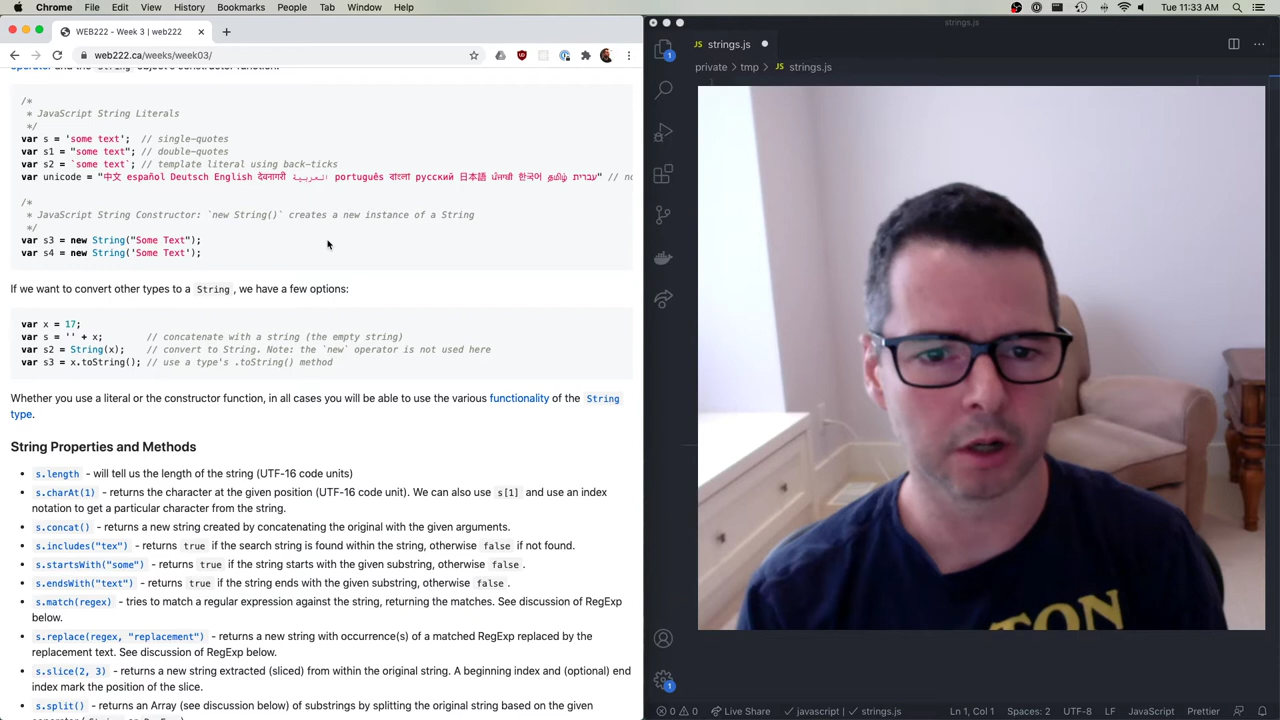 Chrome File Edit View History Bookmarks People Tab Window Help
Tue 11:33 AM
WEB222 - Week 3 | web222
web222.ca/weeks/week03/
operator and the String object's constructor function.
/*
* JavaScript String Literals
*/
var s = 'some text'; // single-quotes
var s1 = "some text"; // double-quotes
var s2 = `some text`; // template literal using back-ticks
var unicode = "中文 español Deutsch English देवनागरी العربية português বাংলা русский 日本語 ਪੰਜਾਬੀ 한국어 தமிழ் עברית" // no
/*
* JavaScript String Constructor: `new String()` creates a new instance of a String
*/
var s3 = new String("Some Text");
var s4 = new String('Some Text');
If we want to convert other types to a String, we have a few options:
var x = 17;
var s = '' + x; // concatenate with a string (the empty string)
var s2 = String(x); // convert to String. Note: the `new` operator is not used here
var s3 = x.toString(); // use a type's .toString() method
Whether you use a literal or the constructor function, in all cases you will be able to use the various functionality of the String
type.
String Properties and Methods
• s.length - will tell us the length of the string (UTF-16 code units)
• s.charAt(1) - returns the character at the given position (UTF-16 code unit). We can also use s[1] and use an index
notation to get a particular character from the string.
• s.concat() - returns a new string created by concatenating the original with the given arguments.
• s.includes("tex") - returns true if the search string is found within the string, otherwise false if not found.
• s.startsWith("some") - returns true if the string starts with the given substring, otherwise false.
• s.endsWith("text") - returns true if the string ends with the given substring, otherwise false.
• s.match(regex) - tries to match a regular expression against the string, returning the matches. See discussion of RegExp
below.
• s.replace(regex, "replacement") - returns a new string with occurrence(s) of a matched RegExp replaced by the
replacement text. See discussion of RegExp below.
• s.slice(2, 3) - returns a new string extracted (sliced) from within the original string. A beginning index and (optional) end
index mark the position of the slice.
• s.split() - returns an Array (see discussion below) of substrings by splitting the original string based on the given
strings.js
JS strings.js
private > tmp > JS strings.js
1
TON
1
0 0 Live Share javascript | strings.js Ln 1, Col 1 Spaces: 2 UTF-8 LF JavaScript Prettier